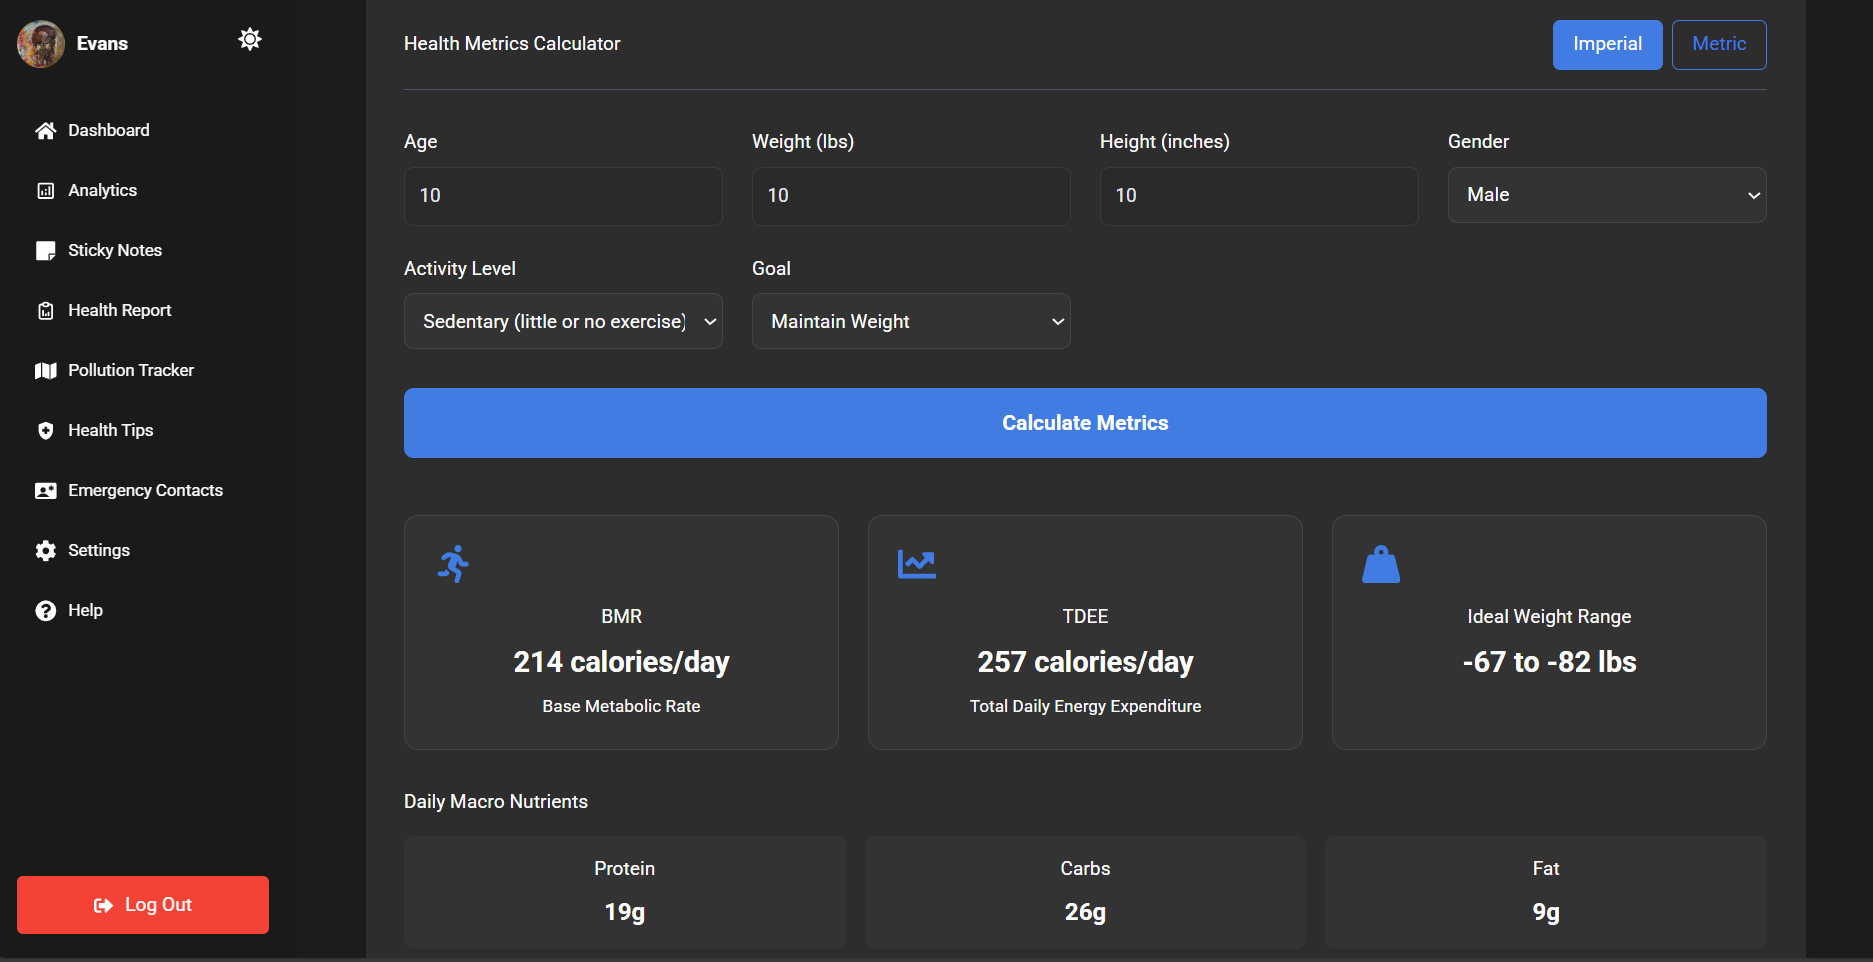 Evans
Dashboard
Analytics
Sticky Notes
Health Report
Pollution Tracker
Health Tips
Emergency Contacts
Settings
Help
Log Out
Health Metrics Calculator
Imperial
Metric
Age
Weight (lbs)
Height (inches)
Gender
10
10
10
Male
Activity Level
Goal
Sedentary (little or no exercise)
Maintain Weight
Calculate Metrics
BMR
214 calories/day
Base Metabolic Rate
TDEE
257 calories/day
Total Daily Energy Expenditure
Ideal Weight Range
-67 to -82 lbs
Daily Macro Nutrients
Protein
19g
Carbs
26g
Fat
9g